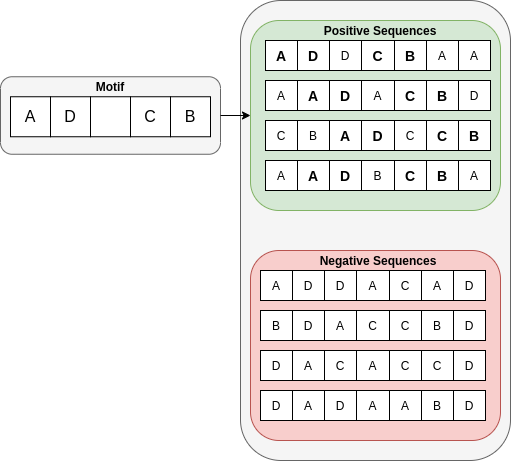 Motif
A D C B
Positive Sequences
A D D C B A A
A A D A C B D
C B A D C C B
A A D B C B A
Negative Sequences
A D D A C A D
B D A C C B D
D A C A C C D
D A D A A B D